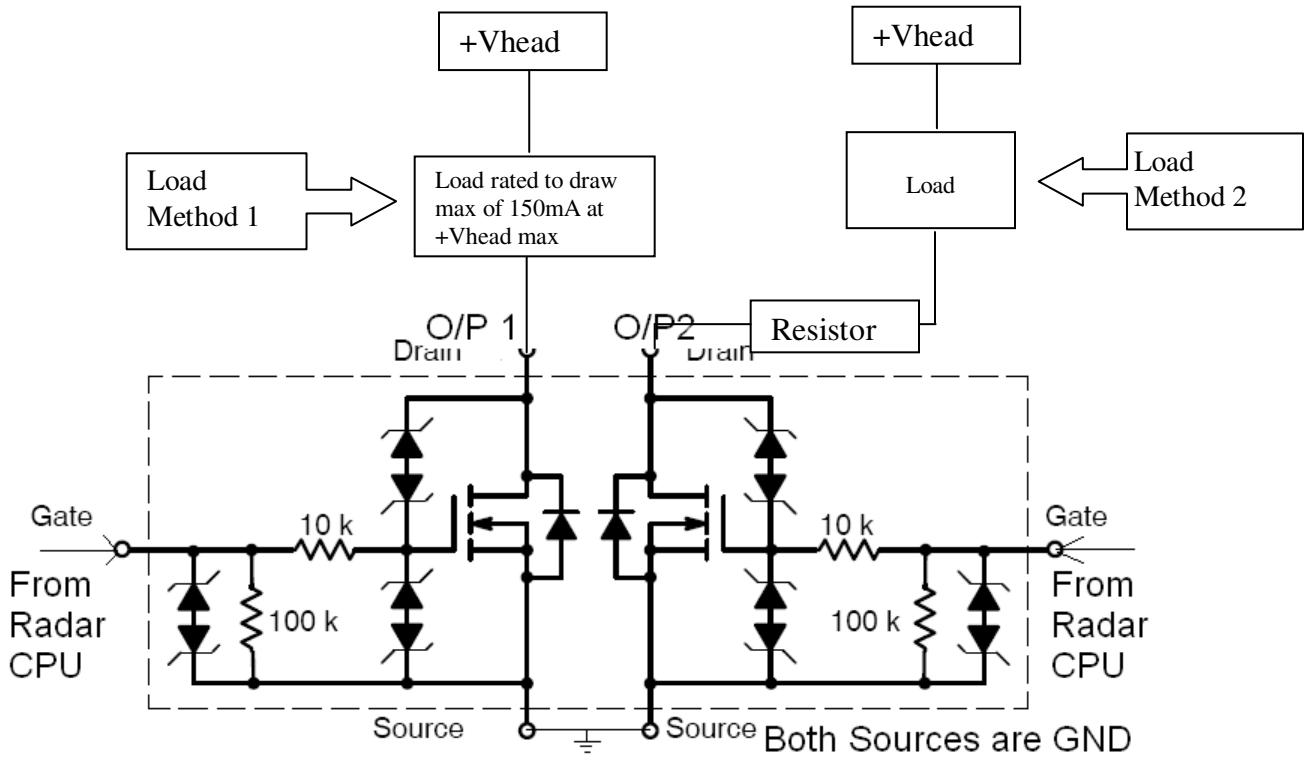 +Vhead
+Vhead
Load
Method 1
Load rated to draw
max of 150mA at
+Vhead max
Load
Load
Method 2
O/P 1
O/P2
Resistor
Drain
Drain
Gate
10 k
10 k
Gate
From
Radar
CPU
100 k
100 k
From
Radar
CPU
Source
Source
Both Sources are GND